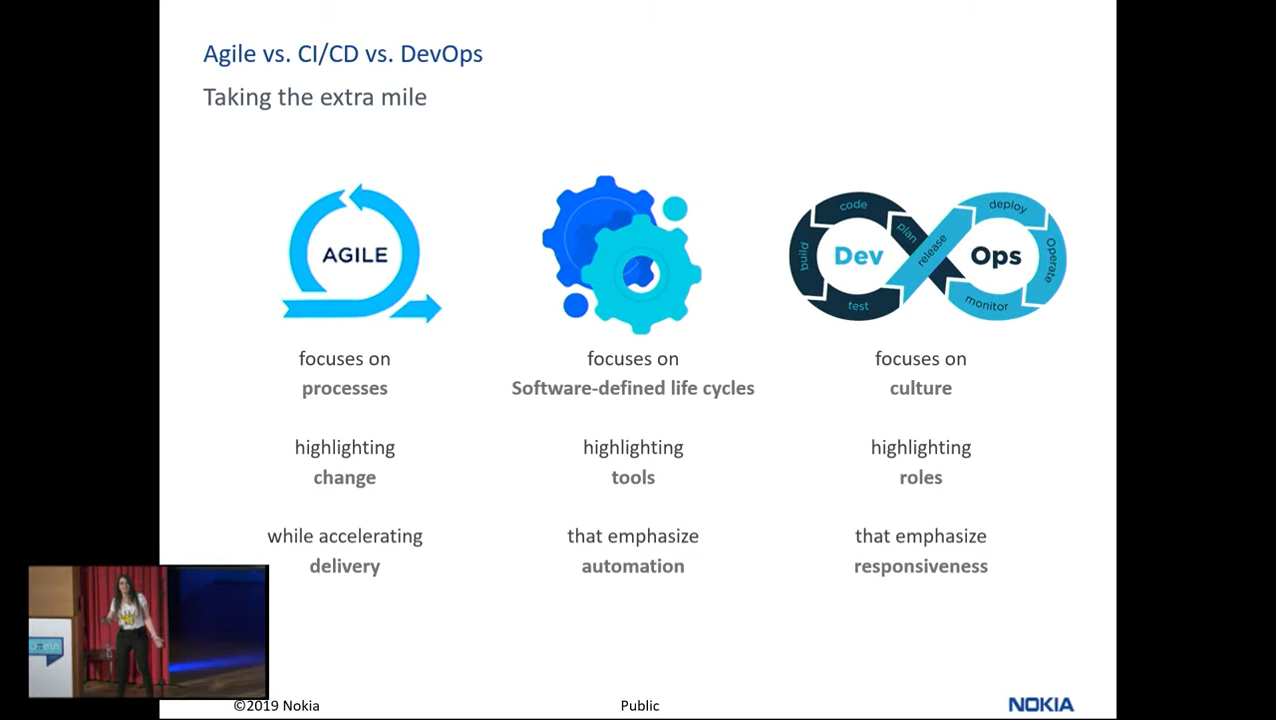 Agile vs. CI/CD vs. DevOps
Taking the extra mile
AGILE
code
plan
build
Dev
test
release
deploy
Ops
Operate
monitor
focuses on
processes
highlighting
change
while accelerating
delivery
focuses on
Software-defined life cycles
highlighting
tools
that emphasize
automation
focuses on
culture
highlighting
roles
that emphasize
responsiveness
©2019 Nokia
Public
NOKIA